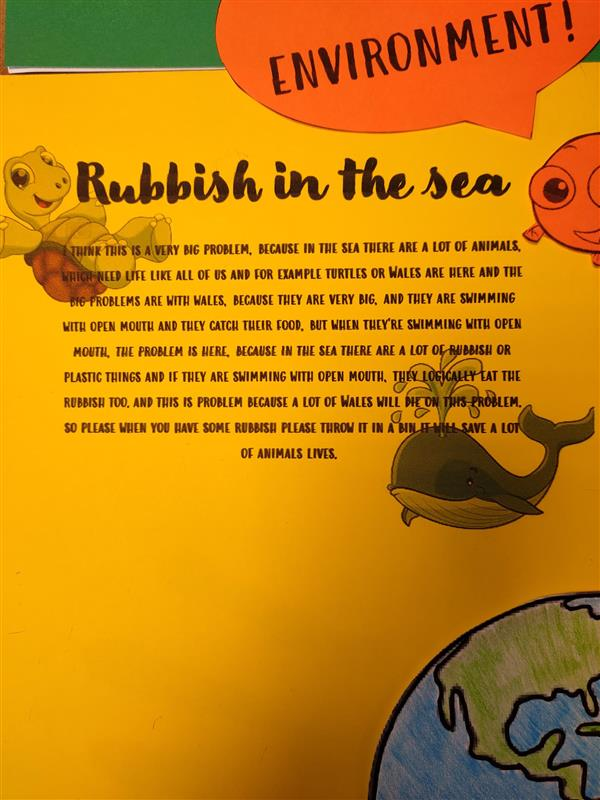 ENVIRONMENT!
Rubbish in the sea
I THINK THIS IS A VERY BIG PROBLEM, BECAUSE IN THE SEA THERE ARE A LOT OF ANIMALS,
WHICH NEED LIFE LIKE ALL OF US AND FOR EXAMPLE TURTLES OR WALES ARE HERE AND THE
BIG PROBLEMS ARE WITH WALES, BECAUSE THEY ARE VERY BIG, AND THEY ARE SWIMMING
WITH OPEN MOUTH AND THEY CATCH THEIR FOOD, BUT WHEN THEY'RE SWIMMING WITH OPEN
MOUTH, THE PROBLEM IS HERE, BECAUSE IN THE SEA THERE ARE A LOT OF RUBBISH OR
PLASTIC THINGS AND IF THEY ARE SWIMMING WITH OPEN MOUTH, THEY LOGICALLY EAT THE
RUBBISH TOO, AND THIS IS PROBLEM BECAUSE A LOT OF WALES WILL DIE ON THIS PROBLEM.
SO PLEASE WHEN YOU HAVE SOME RUBBISH PLEASE THROW IT IN A BIN IT WILL SAVE A LOT
OF ANIMALS LIVES.